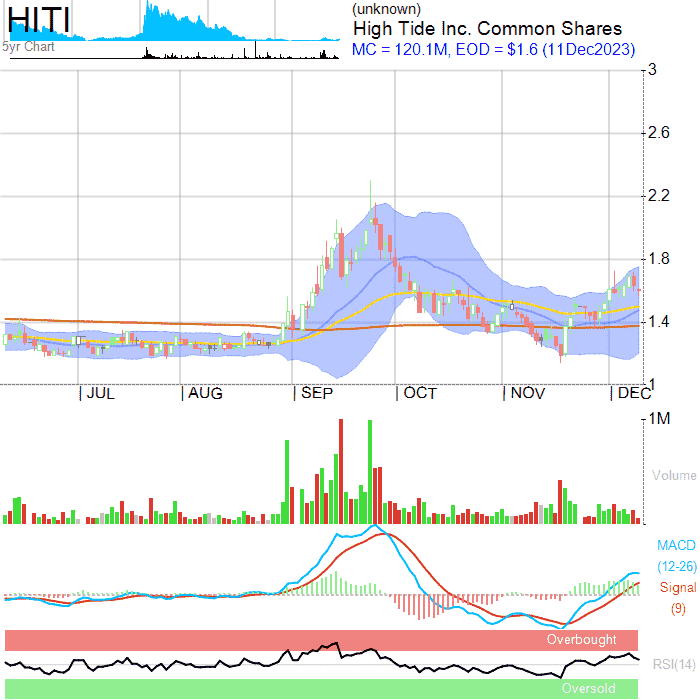 HITI
5yr Chart
(unknown)
High Tide Inc. Common Shares
MC = 120.1M, EOD = $1.6 (11Dec2023)
3
2.6
2.2
1.8
1.4
1
JUL
AUG
SEP
OCT
NOV
DEC
1M
Volume
MACD
(12-26)
Signal
(9)
Overbought
RSI(14)
Oversold